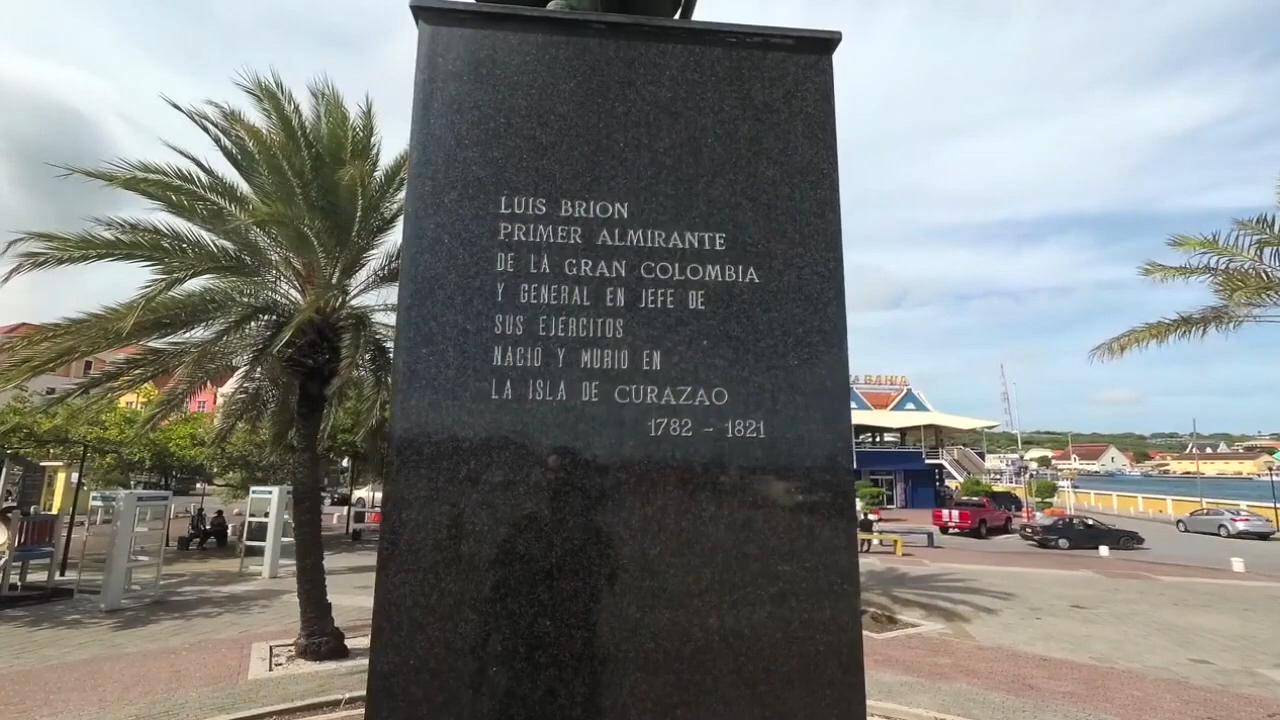 LUIS BRION
PRIMER ALMIRANTE
DE LA GRAN COLOMBIA
Y GENERAL EN JEFE DE
SUS EJERCITOS
NACIO Y MURIO EN
LA ISLA DE CURAZAO
1782 - 1821
BAHIA